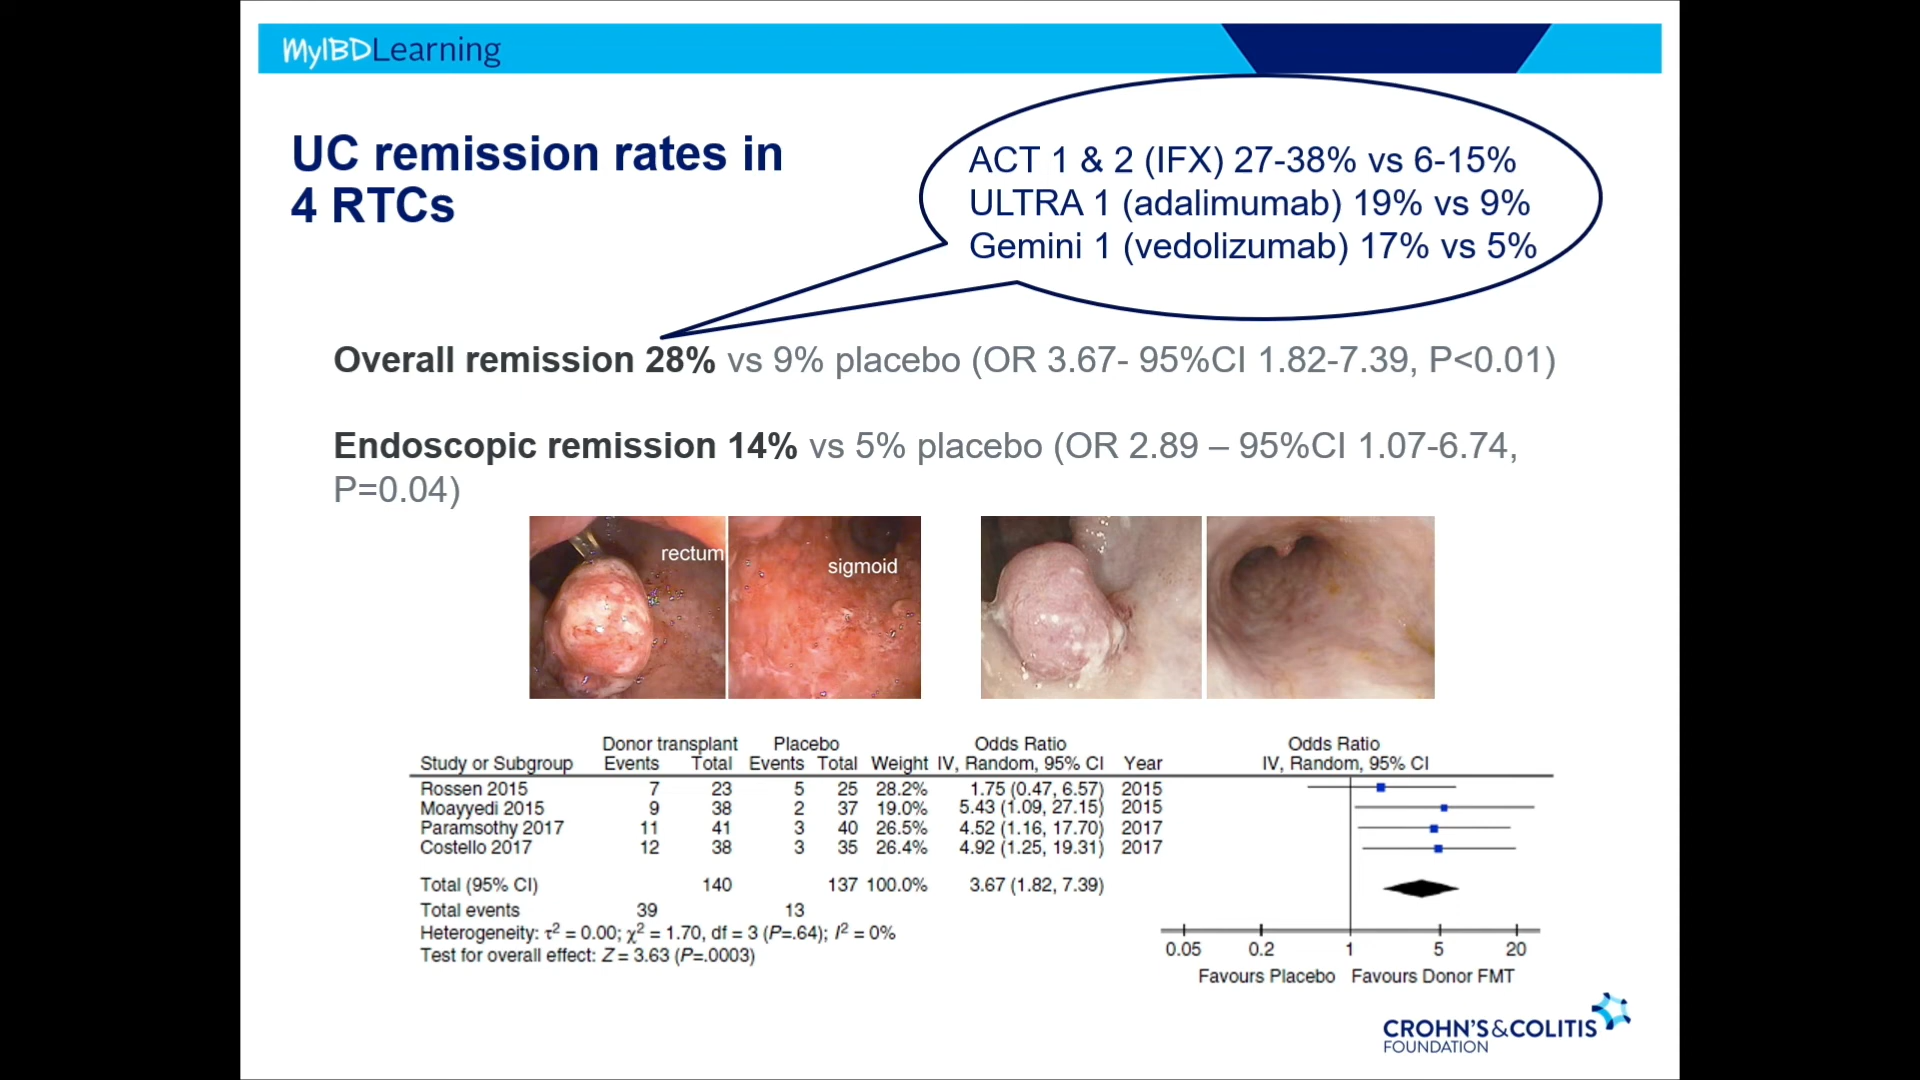 MyIBDLearning
UC remission rates in
4 RTCs
ACT 1 & 2 (IFX) 27-38% vs 6-15%
ULTRA 1 (adalimumab) 19% vs 9%
Gemini 1 (vedolizumab) 17% vs 5%
Overall remission 28% vs 9% placebo (OR 3.67- 95%CI 1.82-7.39, P<0.01)
Endoscopic remission 14% vs 5% placebo (OR 2.89 – 95%CI 1.07-6.74,
P=0.04)
rectum
sigmoid
Donor transplant Placebo Odds Ratio Odds Ratio
Study or Subgroup Events Total Events Total Weight IV, Random, 95% CI Year IV, Random, 95% CI
Rossen 2015 7 23 5 25 28.2% 1.75 (0.47, 6.57) 2015
Moayyedi 2015 9 38 2 37 19.0% 5.43 (1.09, 27.15) 2015
Paramsothy 2017 11 41 3 40 26.5% 4.52 (1.16, 17.70) 2017
Costello 2017 12 38 3 35 26.4% 4.92 (1.25, 19.31) 2017
Total (95% CI) 140 137 100.0% 3.67 (1.82, 7.39)
Total events 39 13
Heterogeneity: τ² = 0.00; χ² = 1.70, df = 3 (P=.64); I² = 0%
Test for overall effect: Z = 3.63 (P=.0003)
0.05 0.2 1 5 20
Favours Placebo Favours Donor FMT
CROHN'S&COLITIS
FOUNDATION